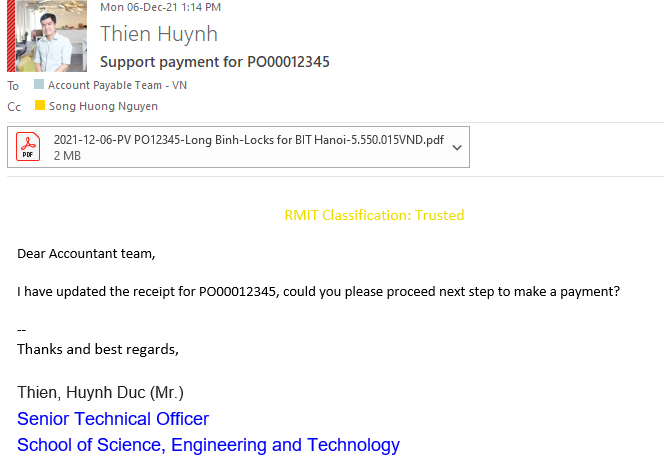 Mon 06-Dec-21 1:14 PM
Thien Huynh
Support payment for PO00012345
To Account Payable Team - VN
Cc Song Huong Nguyen
PDF
2021-12-06-PV PO12345-Long Binh-Locks for BIT Hanoi-5.550.015VND.pdf
2 MB
RMIT Classification: Trusted
Dear Accountant team,
I have updated the receipt for PO00012345, could you please proceed next step to make a payment?
--
Thanks and best regards,
Thien, Huynh Duc (Mr.)
Senior Technical Officer
School of Science, Engineering and Technology